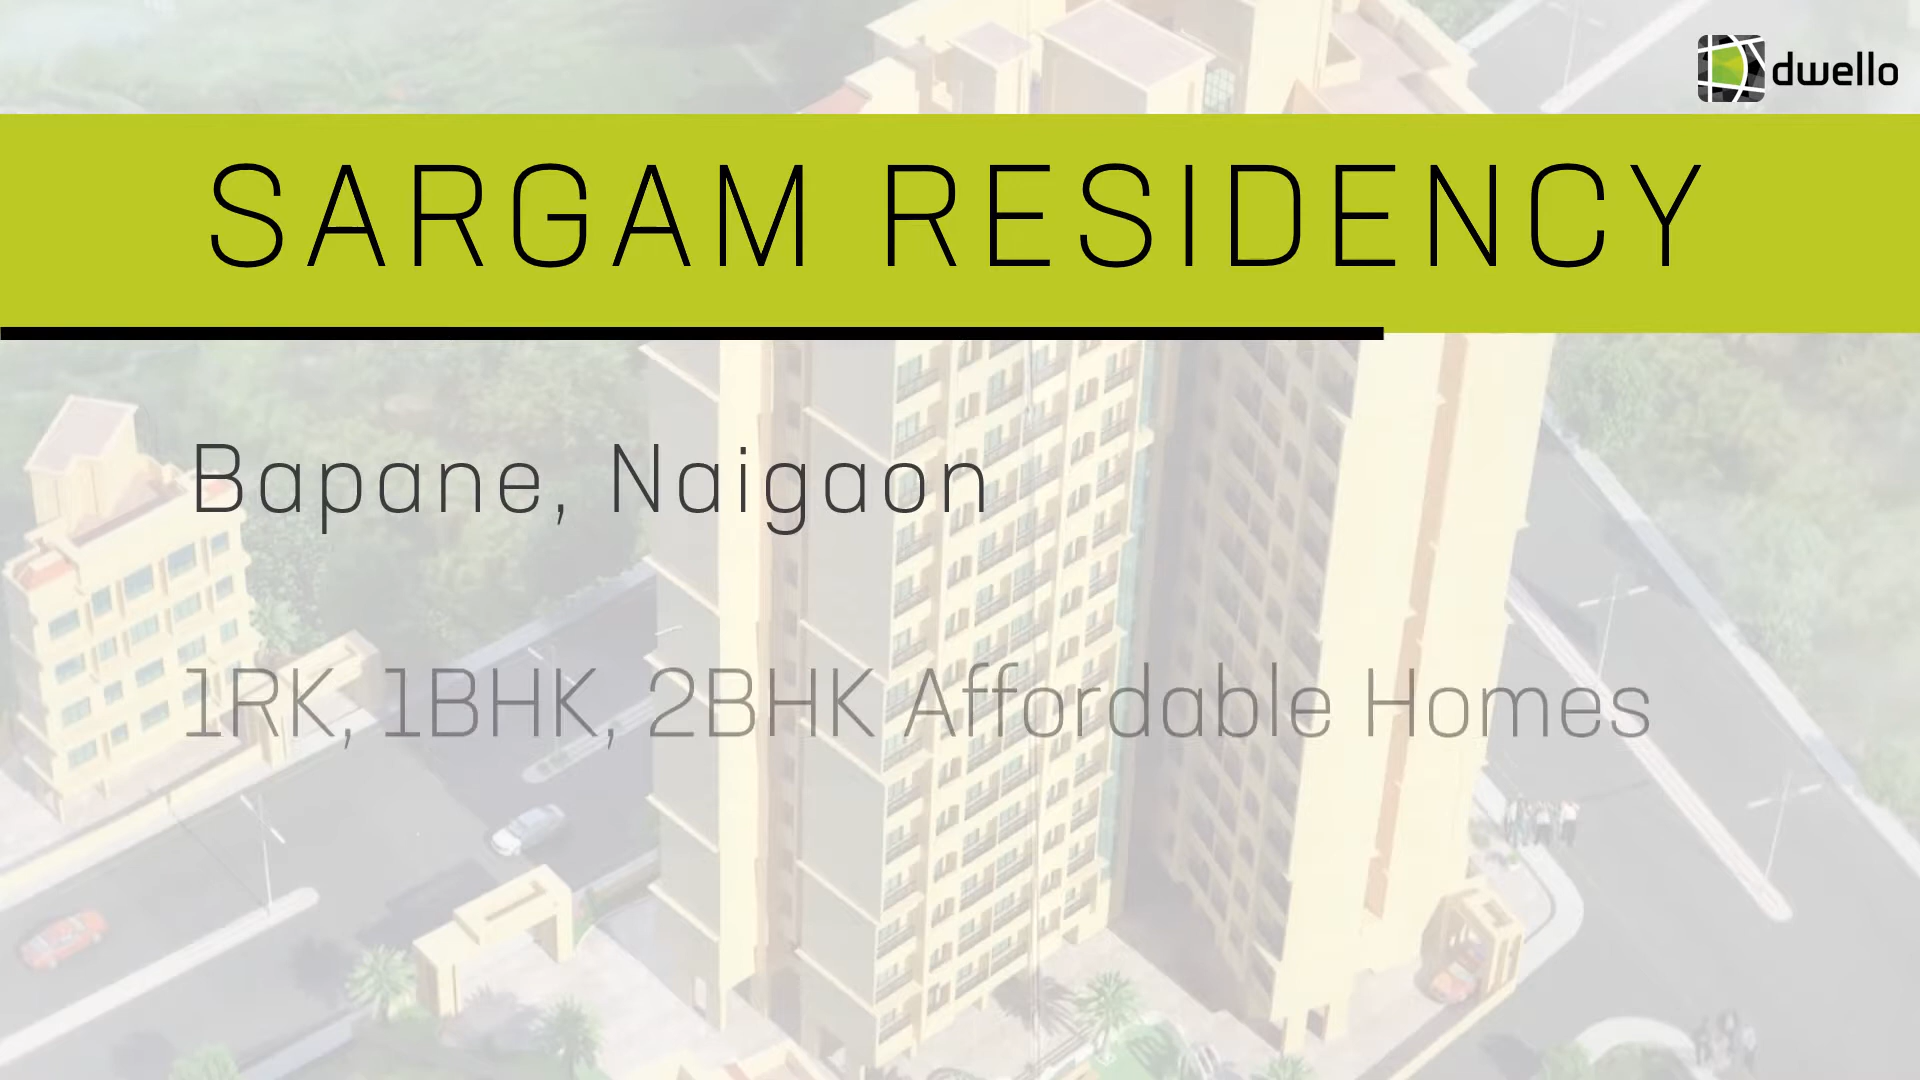 dwello
SARGAM RESIDENCY
Bapane, Naigaon
1RK, 1BHK, 2BHK Affordable Homes